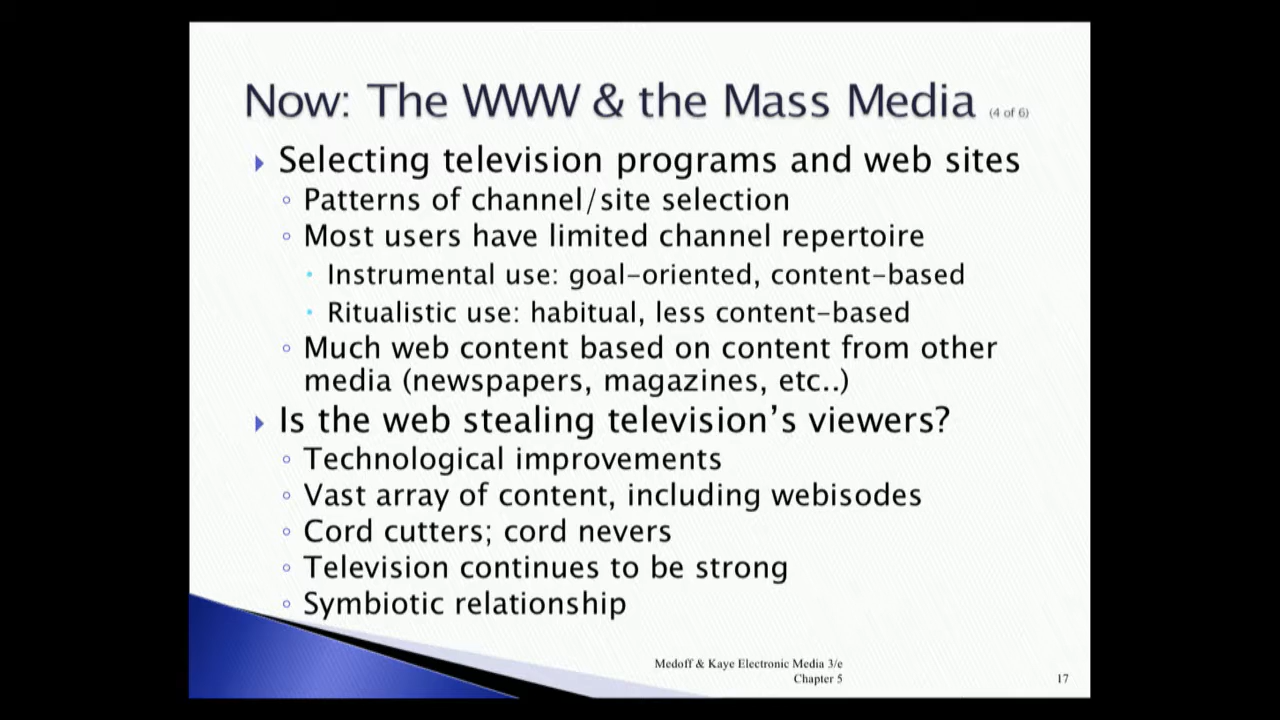 Now: The WWW & the Mass Media (4 of 6)
Selecting television programs and web sites
Patterns of channel/site selection
Most users have limited channel repertoire
Instrumental use: goal-oriented, content-based
Ritualistic use: habitual, less content-based
Much web content based on content from other
media (newspapers, magazines, etc..)
Is the web stealing television's viewers?
Technological improvements
Vast array of content, including webisodes
Cord cutters; cord nevers
Television continues to be strong
Symbiotic relationship
Medoff & Kaye Electronic Media 3/e
Chapter 5
17